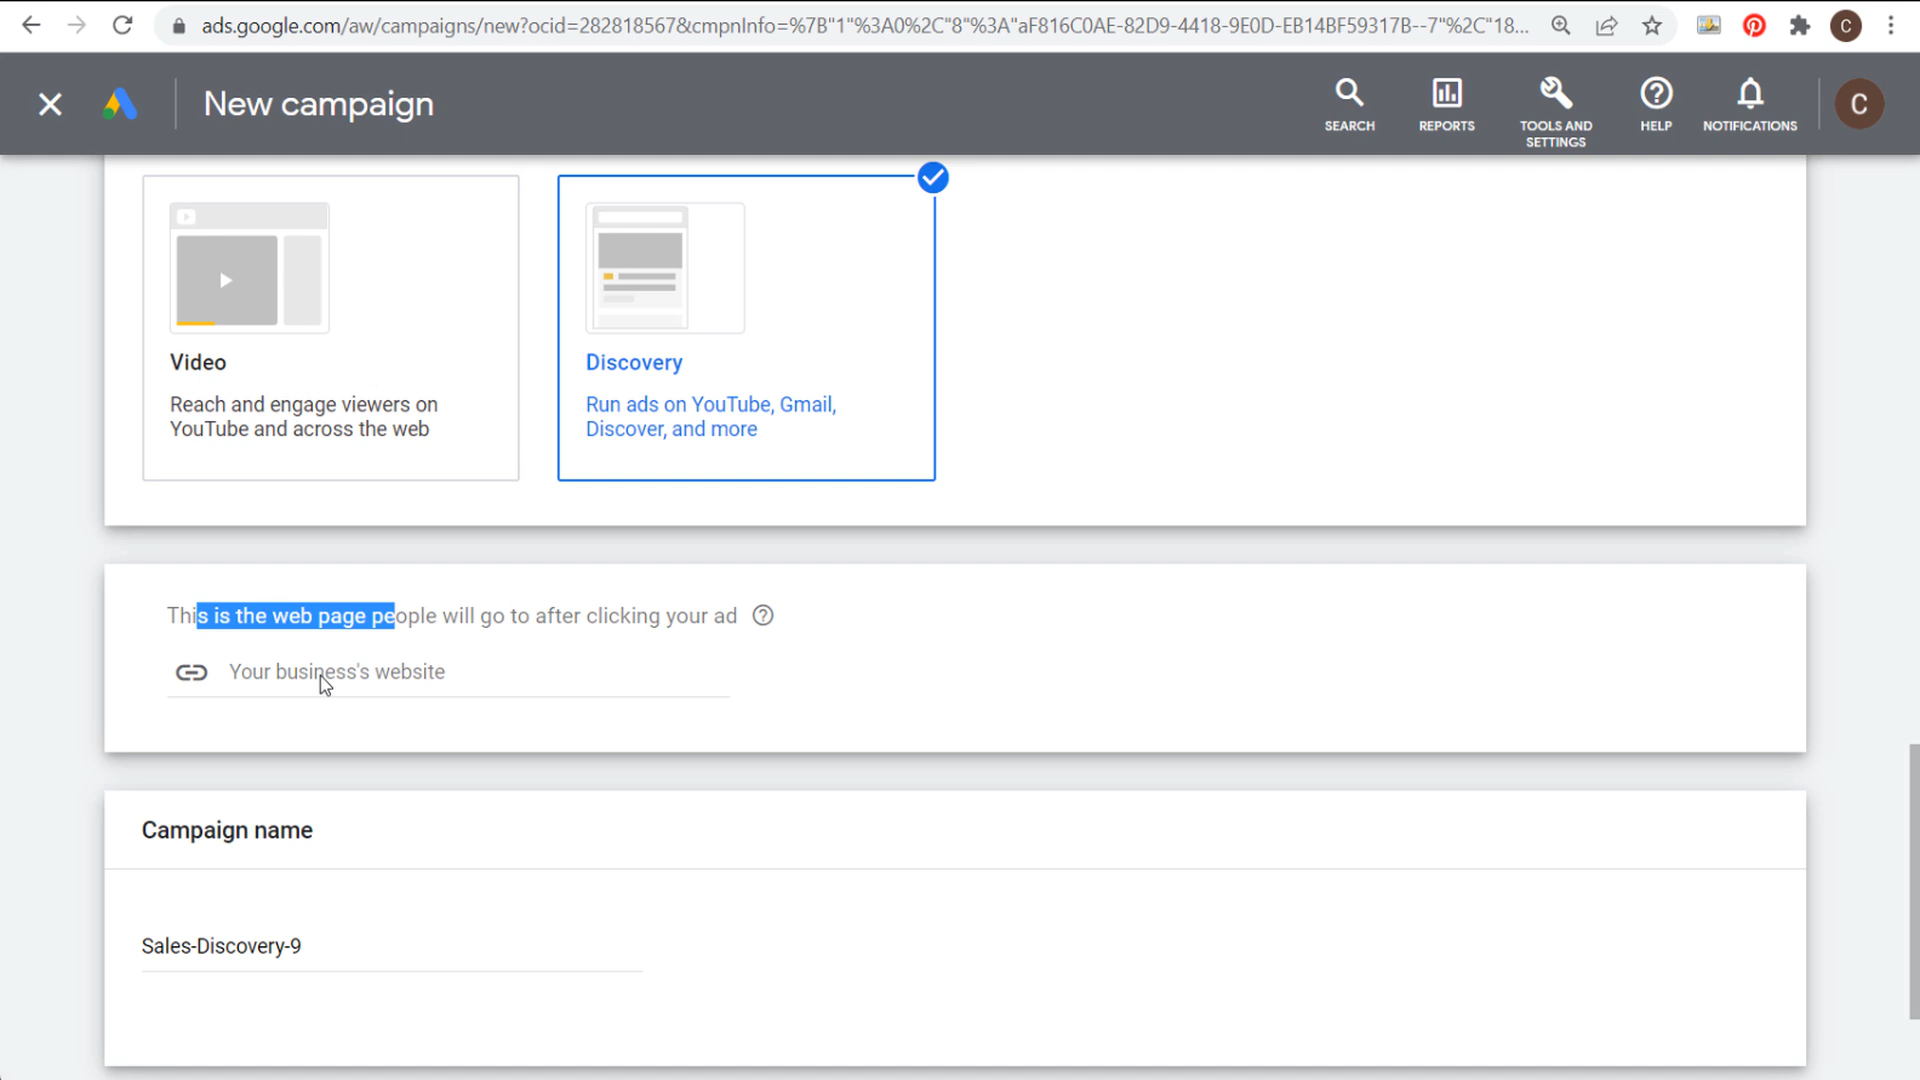 ads.google.com/aw/campaigns/new?ocid=282818567&cmpnInfo=%7B"1"%3A0%2C"8"%3A"aF816C0AE-82D9-4418-9E0D-EB14BF59317B--7"%2C"18...
C
New campaign
SEARCH
REPORTS
TOOLS AND
SETTINGS
HELP
NOTIFICATIONS
C
Video
Reach and engage viewers on
YouTube and across the web
Discovery
Run ads on YouTube, Gmail,
Discover, and more
This is the web page people will go to after clicking your ad
Your business's website
Campaign name
Sales-Discovery-9